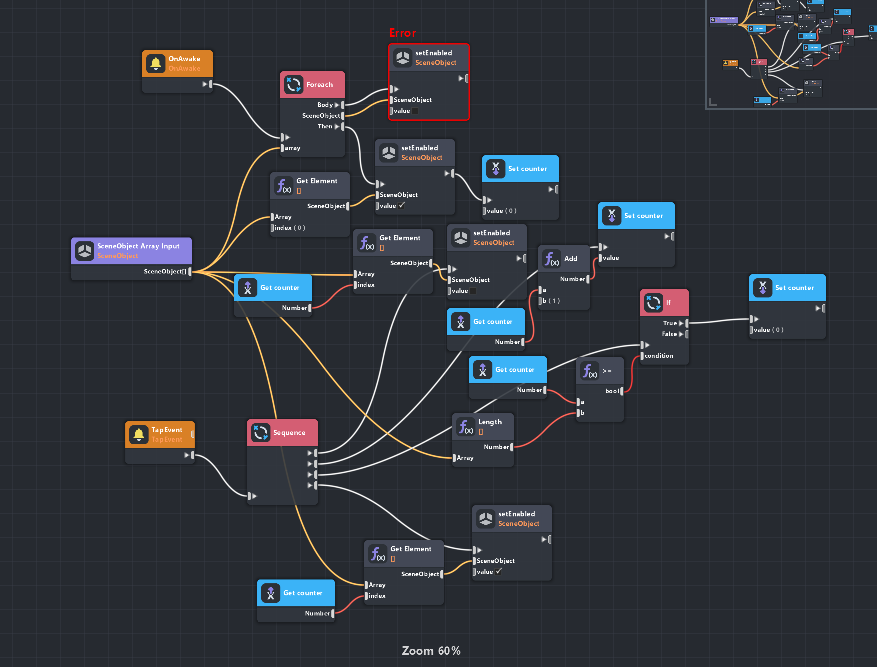 Error
OnAwake
OnAwake
setEnabled
SceneObject
SceneObject
value
Foreach
Body
SceneObject
Then
array
setEnabled
SceneObject
SceneObject
value ✓
Set counter
value ( 0 )
Get Element
[]
SceneObject
Array
index ( 0 )
SceneObject Array Input
SceneObject
SceneObject[]
Get Element
[]
SceneObject
Array
index
setEnabled
SceneObject
SceneObject
value
Set counter
value
Add
Number
a
b ( 1 )
Get counter
Number
Get counter
Number
If
True
False
condition
Set counter
value ( 0 )
Get counter
Number
>=
bool
a
b
Length
[]
Number
Array
TapEvent
TapEvent
Sequence
setEnabled
SceneObject
SceneObject
value ✓
Get Element
[]
SceneObject
Array
index
Get counter
Number
Zoom 60%